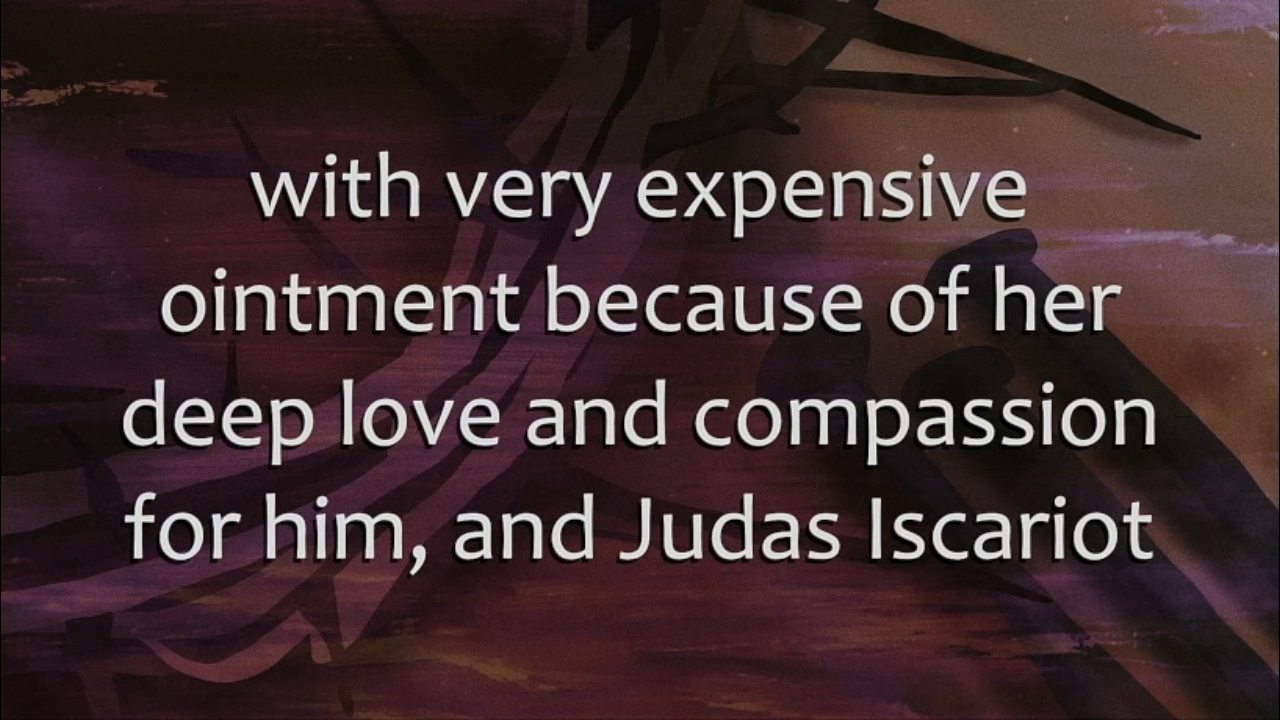 with very expensive
ointment because of her
deep love and compassion
for him, and Judas Iscariot